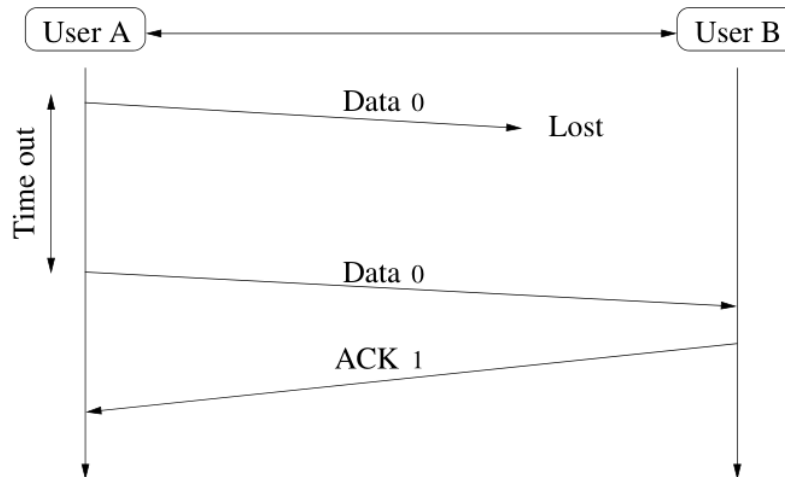 User A
User B
Data 0
Lost
Time out
Data 0
ACK 1